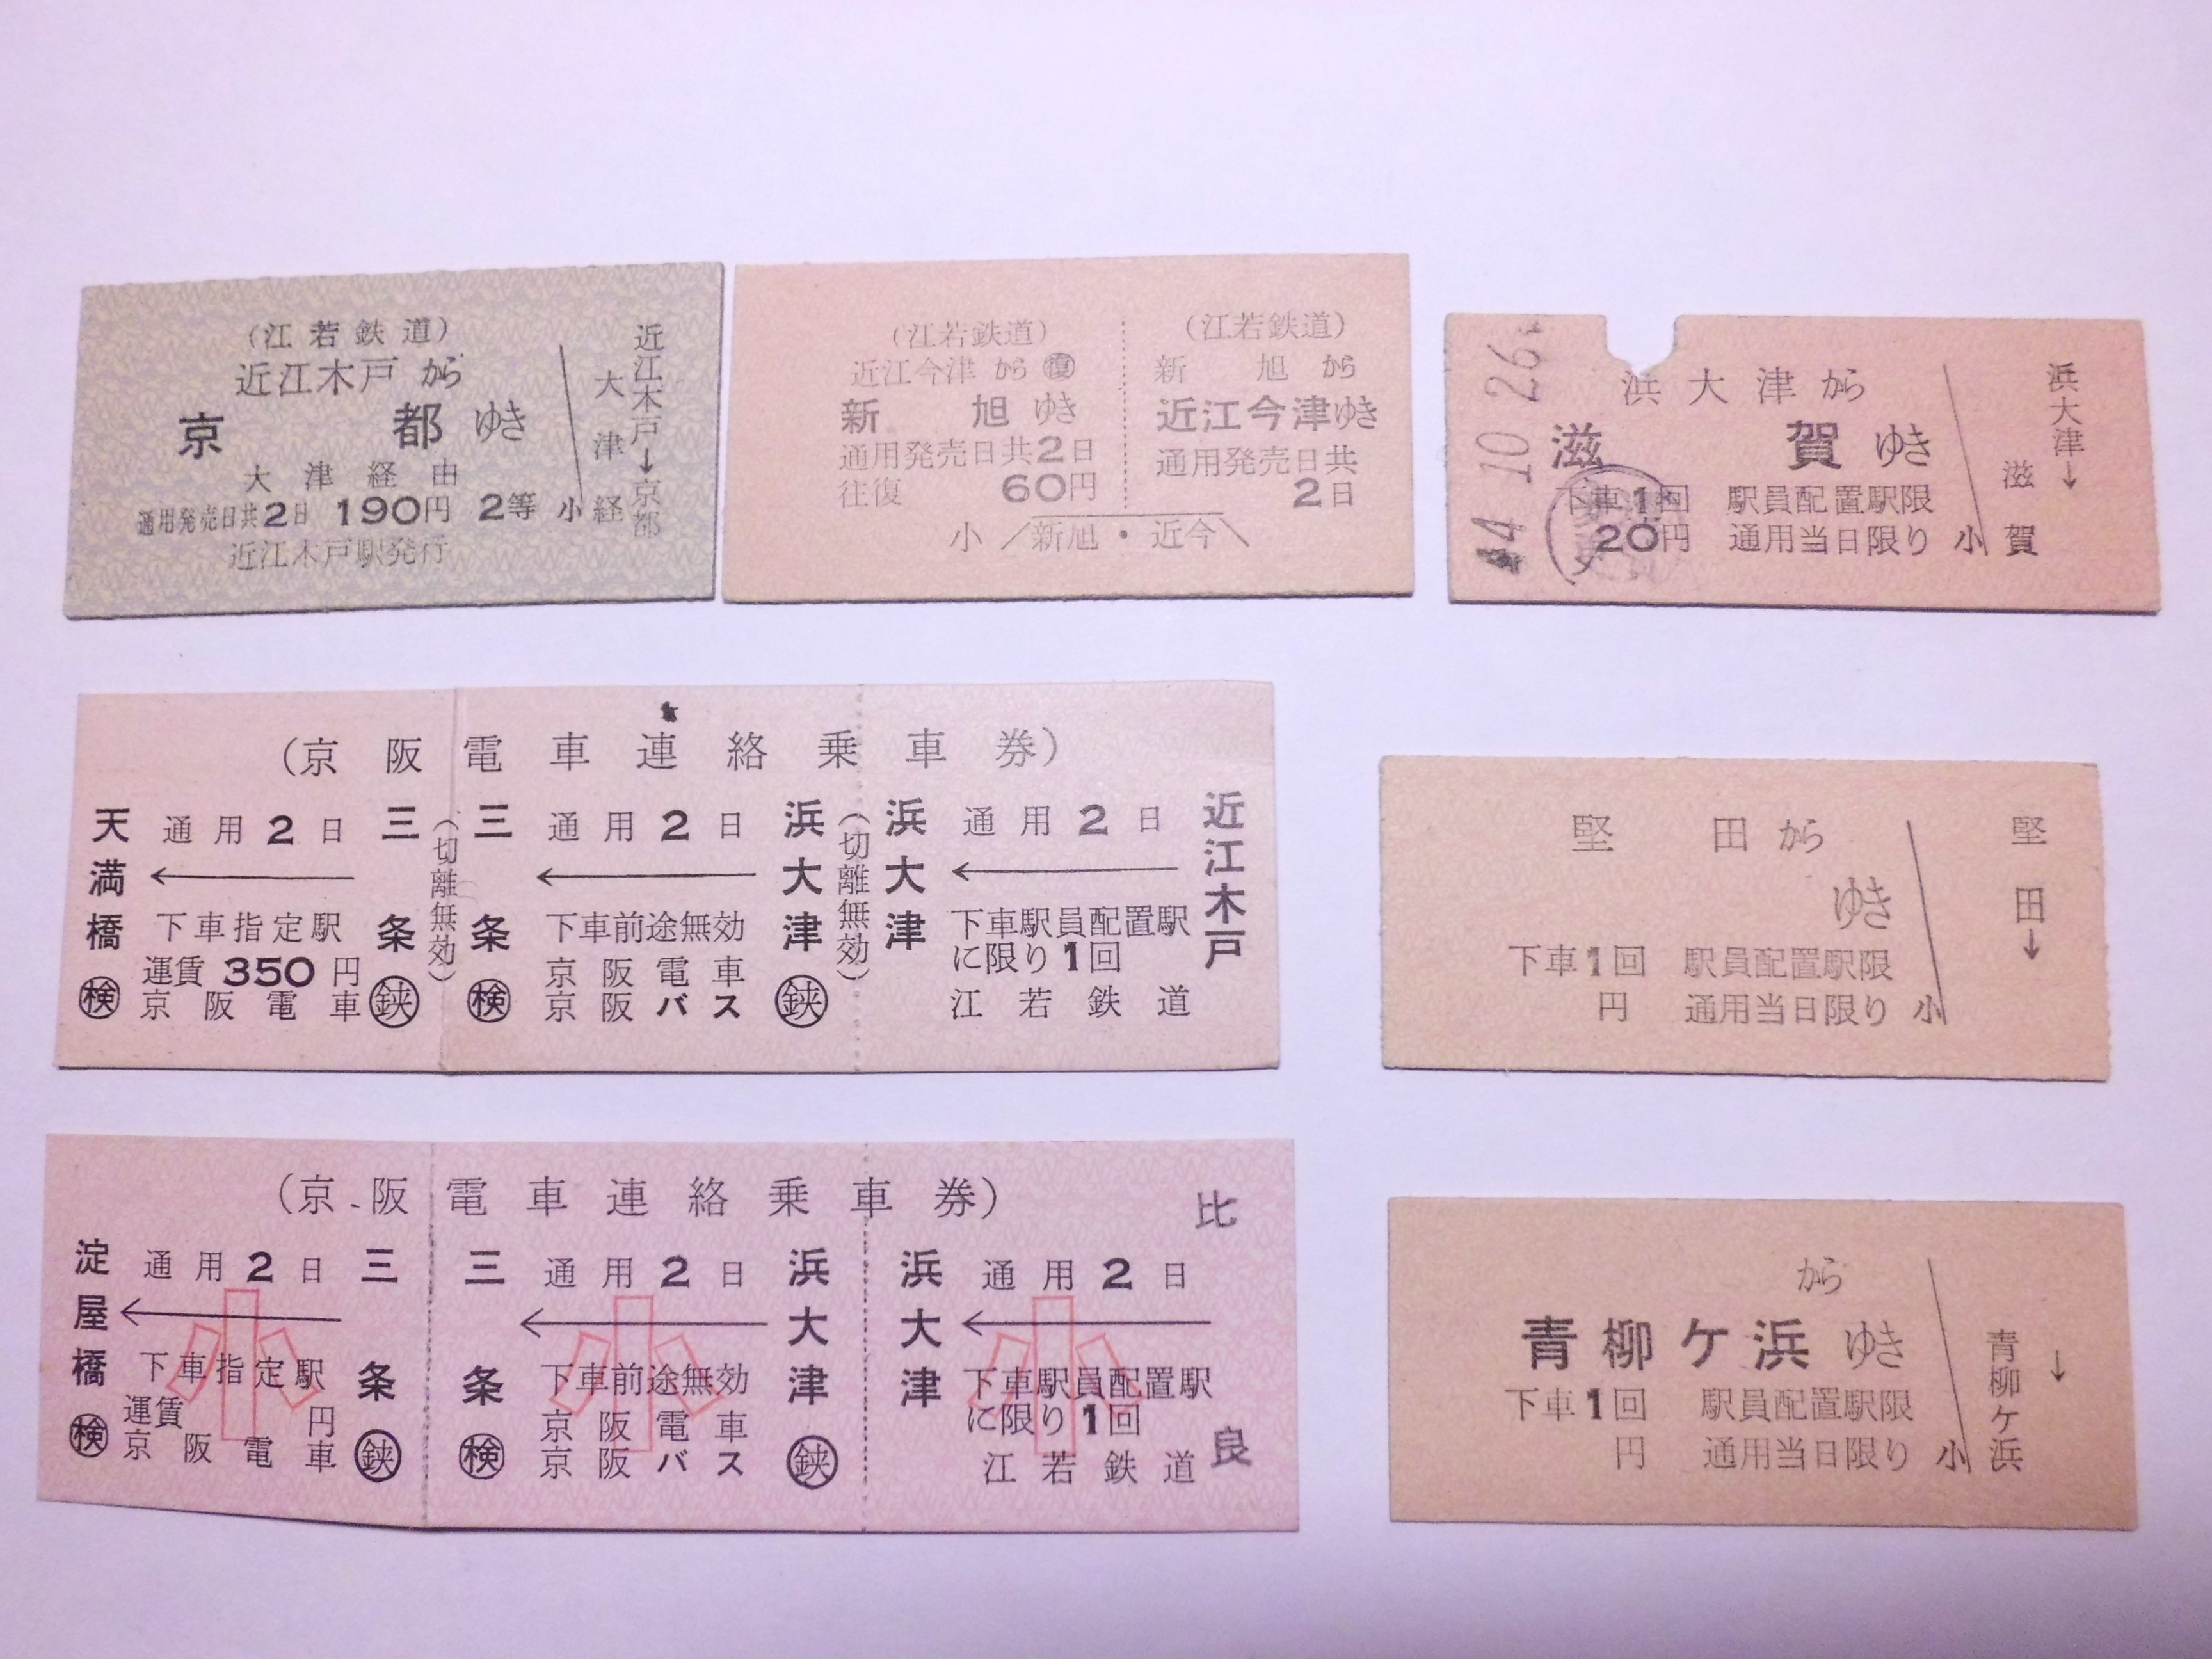 (江若鉄道)
近江木戸から
京都ゆき
大津経由
通用発売日共2日 190円 2等 小
近江木戸駅発行
近江木戸→京都
大津経
(江若鉄道)
近江今津から㊝
新旭ゆき
通用発売日共2日
往復 60円
(江若鉄道)
新旭から
近江今津ゆき
通用発売日共
2日
小 /新旭・近今\
44 10 26
浜大津から
滋賀ゆき
下車1回 駅員配置駅限
20円 通用当日限り 小
浜大津→
滋賀
(京阪電車連絡乗車券)
天満橋
通用2日
←
下車指定駅
運賃350円
京阪電車
検
三条
鋏
(切離無効)
三条
検
通用2日
←
下車前途無効
京阪電車
京阪バス
浜大津
鋏
(切離無効)
浜大津
通用2日
←
下車駅員配置駅
に限り1回
江若鉄道
近江木戸
堅田から
ゆき
下車1回 駅員配置駅限
円 通用当日限り 小
堅田→
(京阪電車連絡乗車券)
淀屋橋
検
通用2日
←
小
下車指定駅
運賃 円
京阪電車
三条
鋏
三条
検
通用2日
←
小
下車前途無効
京阪電車
京阪バス
浜大津
鋏
浜大津
通用2日
←
小
下車駅員配置駅
に限り1回
江若鉄道
比良
から
青柳ケ浜ゆき
下車1回 駅員配置駅限
円 通用当日限り 小
→
青柳ケ浜